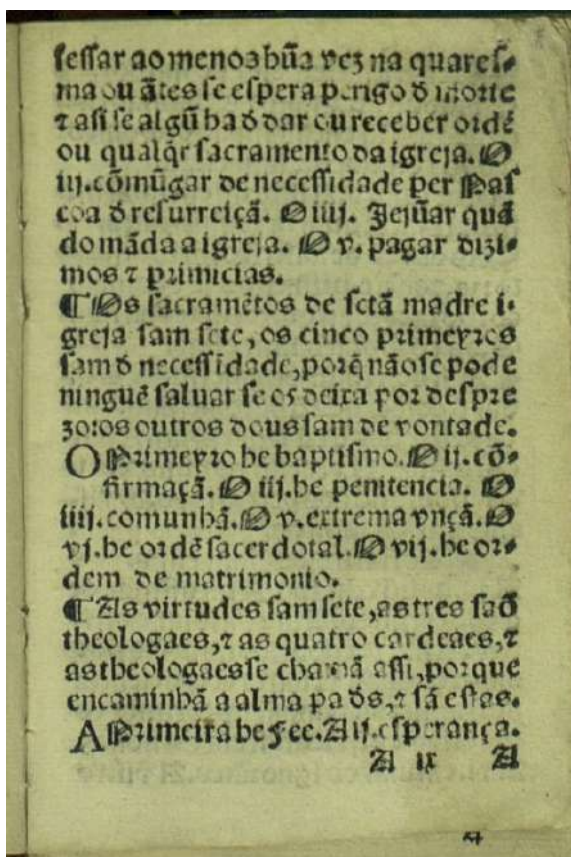 fessar ao menos hũa vez na quares-
ma ou ãtes se espera perigo d̃ morte
⁊ asi se algũ ha d̃ dar ou receber ordẽ
ou qualq̃r sacramento da igreja. O
iij. cõmũgar de necessidade per Pas
coa d̃ resurreiçã. O iiij. Jejũar quã
do mãda a igreja. O v. pagar dizi-
mos ⁊ primicias.
¶ Os sacramẽtos de sctã madre i-
greja sam sete, os cinco primeyros
sam d̃ necessidade, porq̃ não se pode
ninguẽ saluar se os deixa por despre
zo: os outros dous sam de vontade.
O Primeyro he baptismo. O ij. cõ-
firmaçã. O iij. he penitencia. O
iiij. comunhã. O v. extrema vnçã. O
vj. he ordẽ sacerdotal. O vij. he or-
dem de matrimonio.
¶ As virtudes sam sete, as tres saõ
theologaes, ⁊ as quatro cardeaes, ⁊
as theologaes se chamã assi, porque
encaminhã a alma pa d̃s, ⁊ sã estas.
A Primeira he fee. A ij. esperança.
A ix A